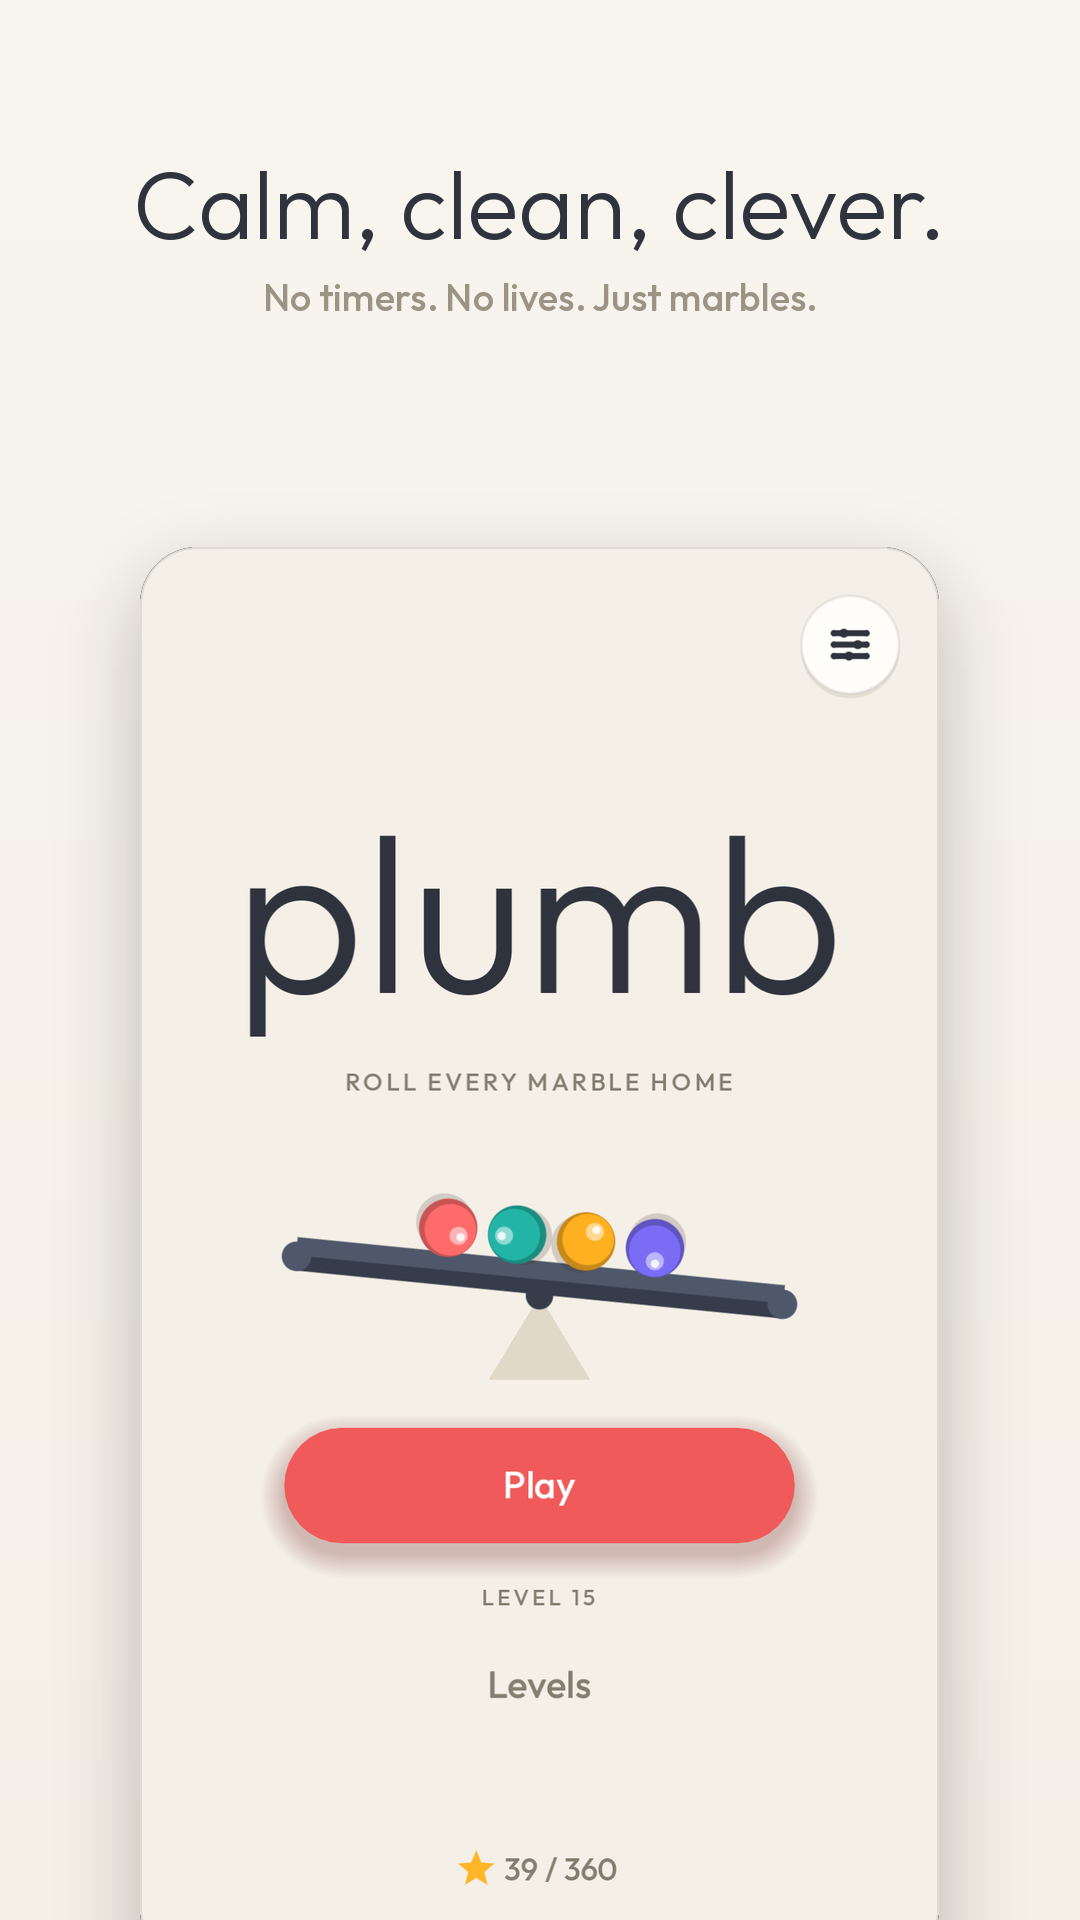 Calm, clean, clever.
No timers. No lives. Just marbles.
plumb
ROLL EVERY MARBLE HOME
Play
LEVEL 15
Levels
39 / 360